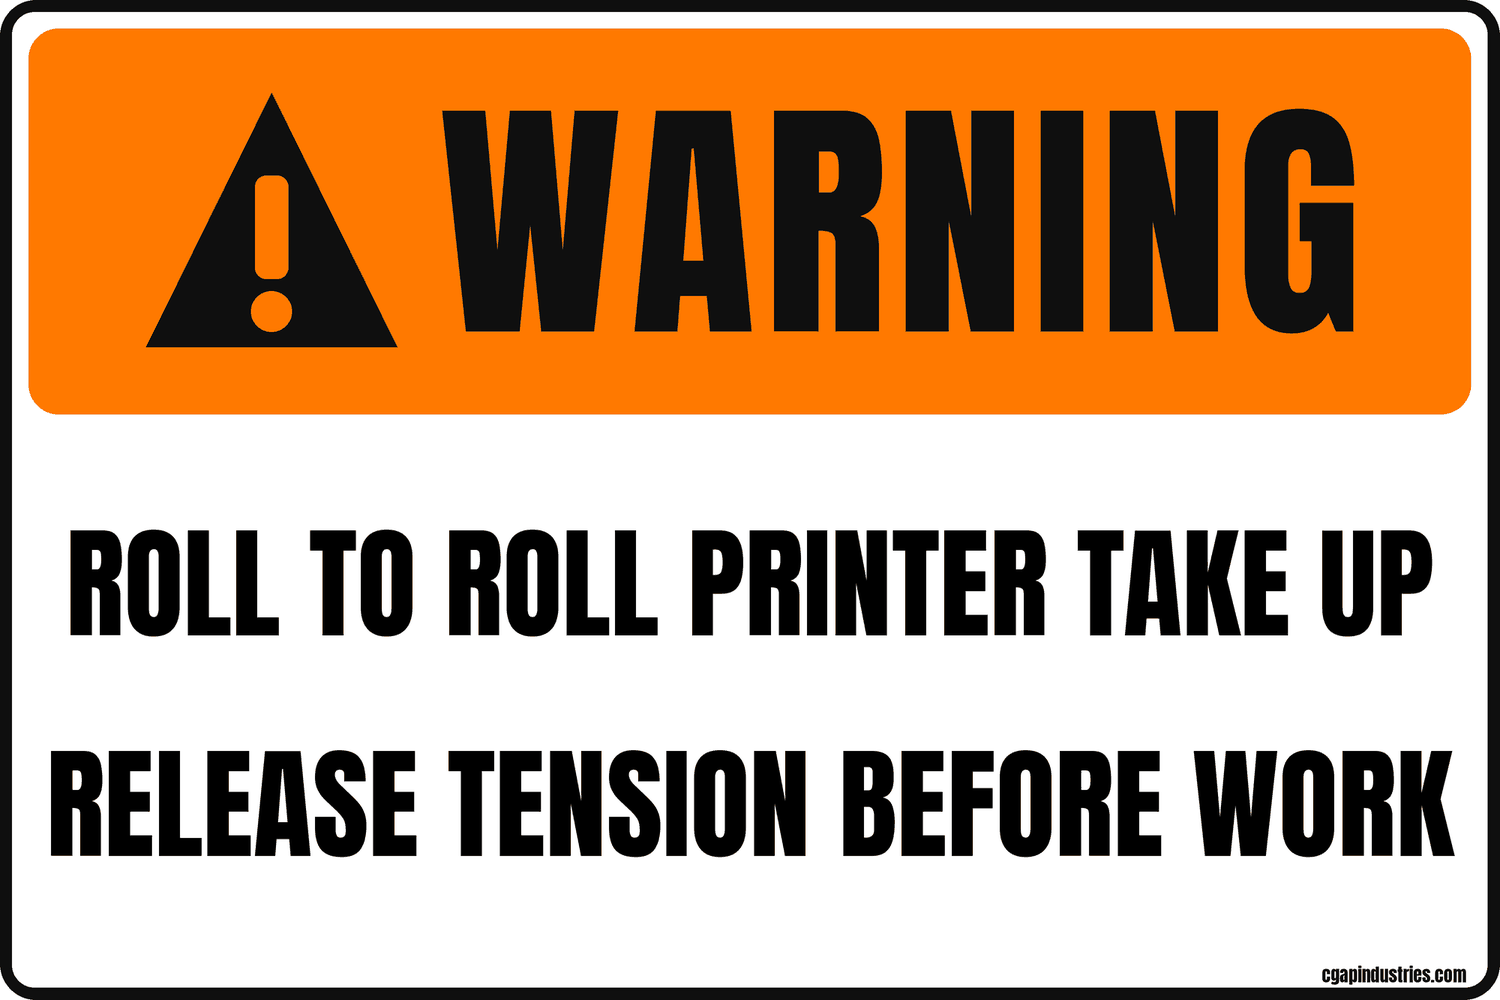 WARNING
ROLL TO ROLL PRINTER TAKE UP
RELEASE TENSION BEFORE WORK
cgapindustries.com